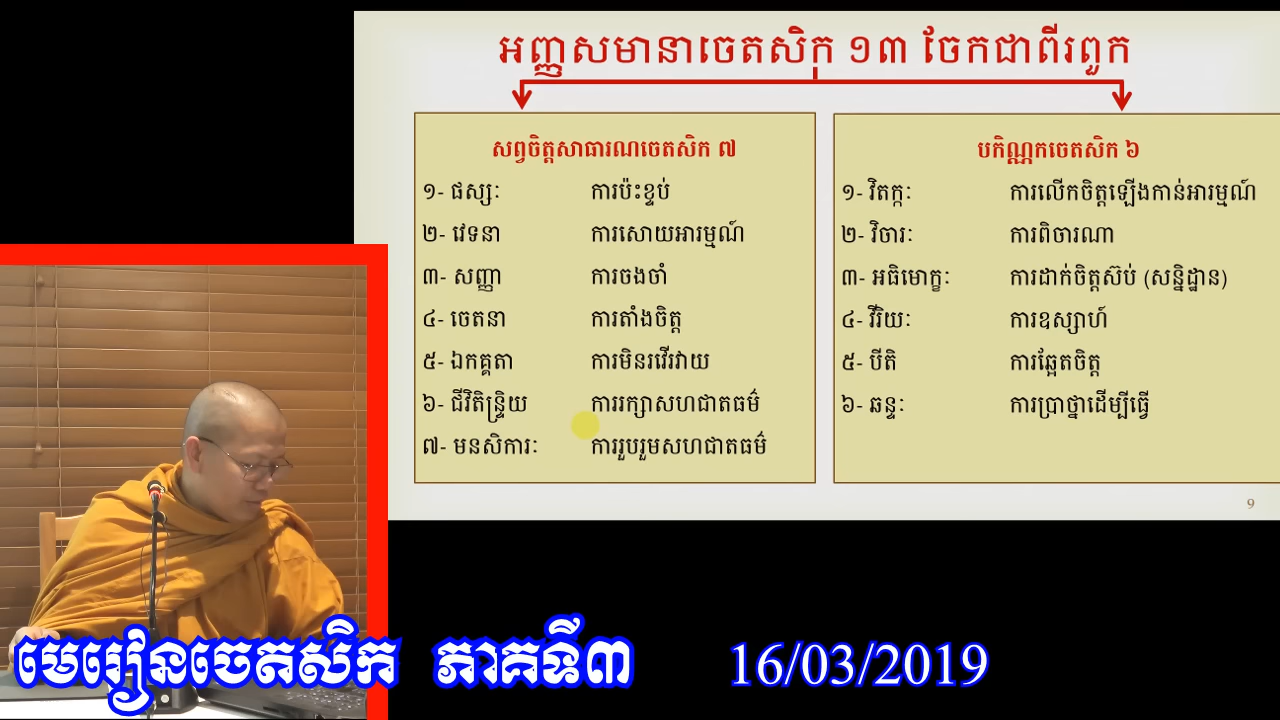 អញ្ញសមានាចេតសិក ១៣ ចែកជាពីរពួក
សព្វចិត្តសាធារណចេតសិក ៧
១- ផស្សៈ ការប៉ះខ្ទប់
២- វេទនា ការសោយអារម្មណ៍
៣- សញ្ញា ការចងចាំ
៤- ចេតនា ការតាំងចិត្ត
៥- ឯកគ្គតា ការមិនរវើរវាយ
៦- ជីវិតិន្ទ្រិយ ការរក្សាសហជាតធម៌
៧- មនសិការៈ ការរួបរួមសហជាតធម៌
បកិណ្ណកចេតសិក ៦
១- វិតក្កៈ ការលើកចិត្តឡើងកាន់អារម្មណ៍
២- វិចារៈ ការពិចារណា
៣- អធិមោក្ខៈ ការដាក់ចិត្តស៊ប់ (សន្និដ្ឋាន)
៤- វីរិយៈ ការឧស្សាហ៍
៥- បីតិ ការឆ្អែតចិត្ត
៦- ឆន្ទៈ ការប្រាថ្នាដើម្បីធ្វើ
9
មេរៀនចេតសិក ភាគទី៣ 16/03/2019